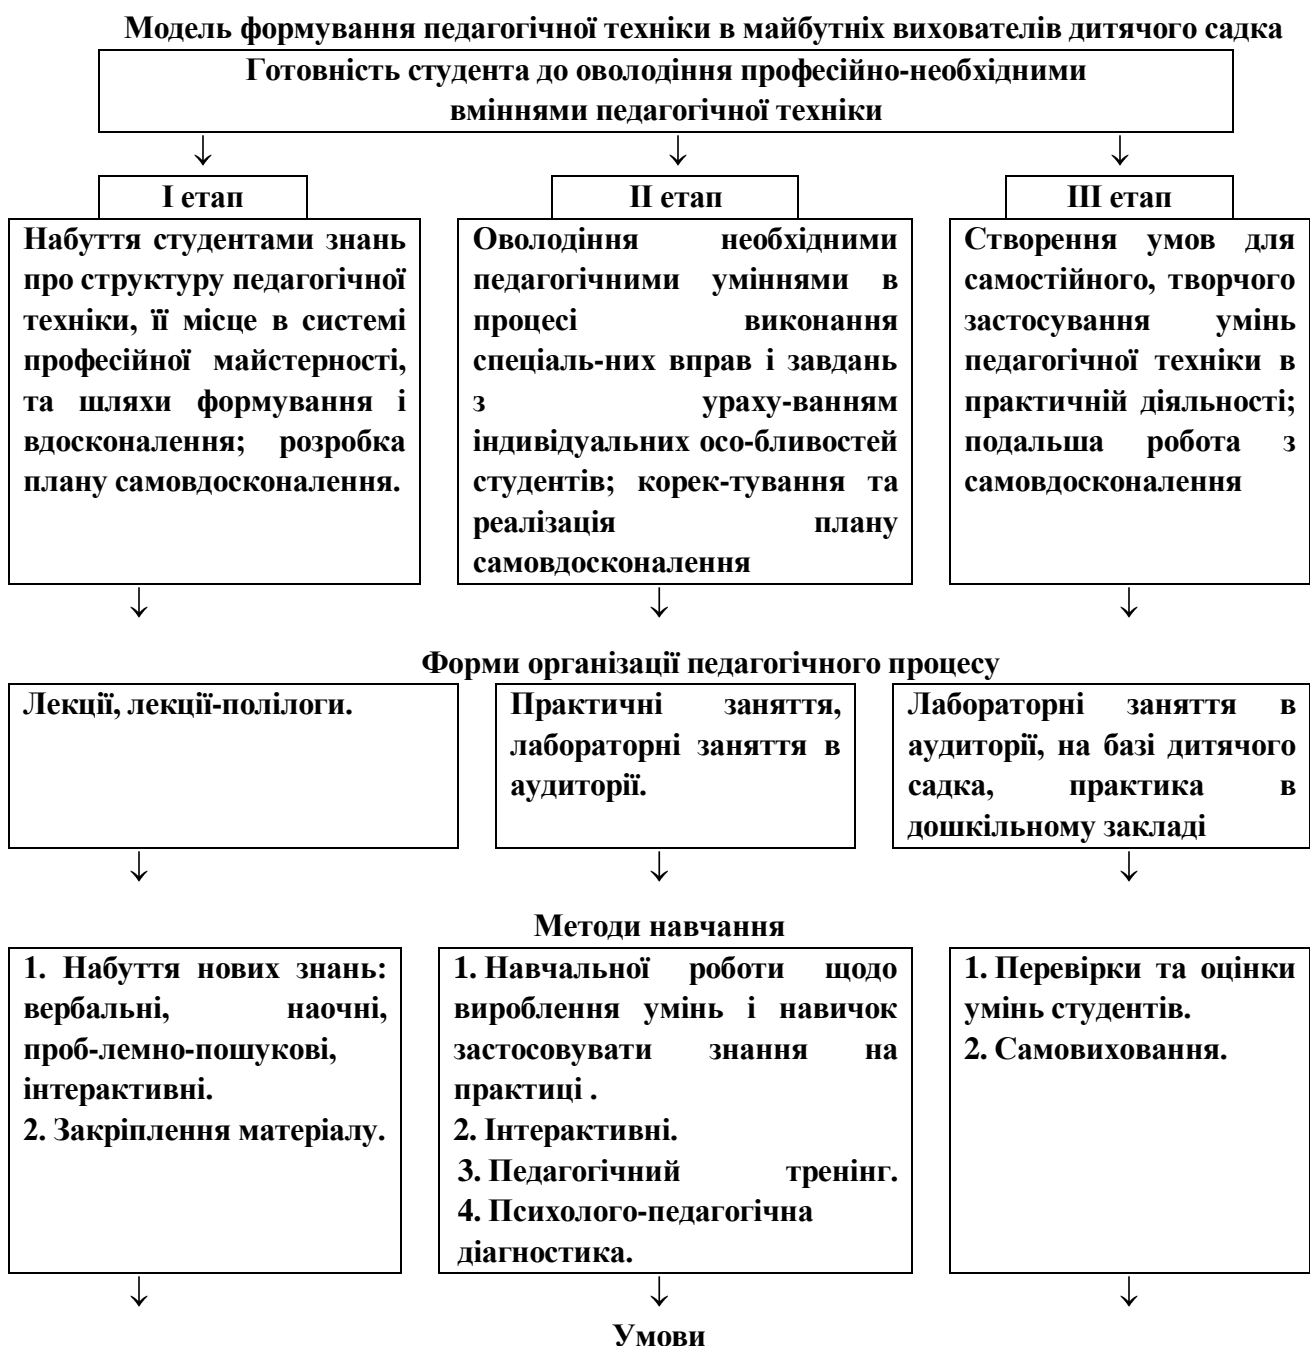 Модель формування педагогічної техніки в майбутніх вихователів дитячого садка
Готовність студента до оволодіння професійно-необхідними
вміннями педагогічної техніки
↓
↓
↓
І етап
Набуття студентами знань
про структуру педагогічної
техніки, її місце в системі
професійної майстерності,
та шляхи формування і
вдосконалення; розробка
плану самовдосконалення.
ІІ етап
Оволодіння необхідними
педагогічними уміннями в
процесі виконання
спеціаль-них вправ і завдань
з ураху-ванням
індивідуальних осо-бливостей
студентів; корек-тування та
реалізація плану
самовдосконалення
ІІІ етап
Створення умов для
самостійного, творчого
застосування умінь
педагогічної техніки в
практичній діяльності;
подальша робота з
самовдосконалення
↓
↓
↓
Форми організації педагогічного процесу
Лекції, лекції-полілоги.
Практичні заняття,
лабораторні заняття в
аудиторії.
Лабораторні заняття в
аудиторії, на базі дитячого
садка, практика в
дошкільному закладі
↓
↓
↓
Методи навчання
1. Набуття нових знань:
вербальні, наочні,
проб-лемно-пошукові,
інтерактивні.
2. Закріплення матеріалу.
1. Навчальної роботи щодо
вироблення умінь і навичок
застосовувати знання на
практиці .
2. Інтерактивні.
3. Педагогічний тренінг.
4. Психолого-педагогічна
діагностика.
1. Перевірки та оцінки
умінь студентів.
2. Самовиховання.
↓
↓
↓
Умови